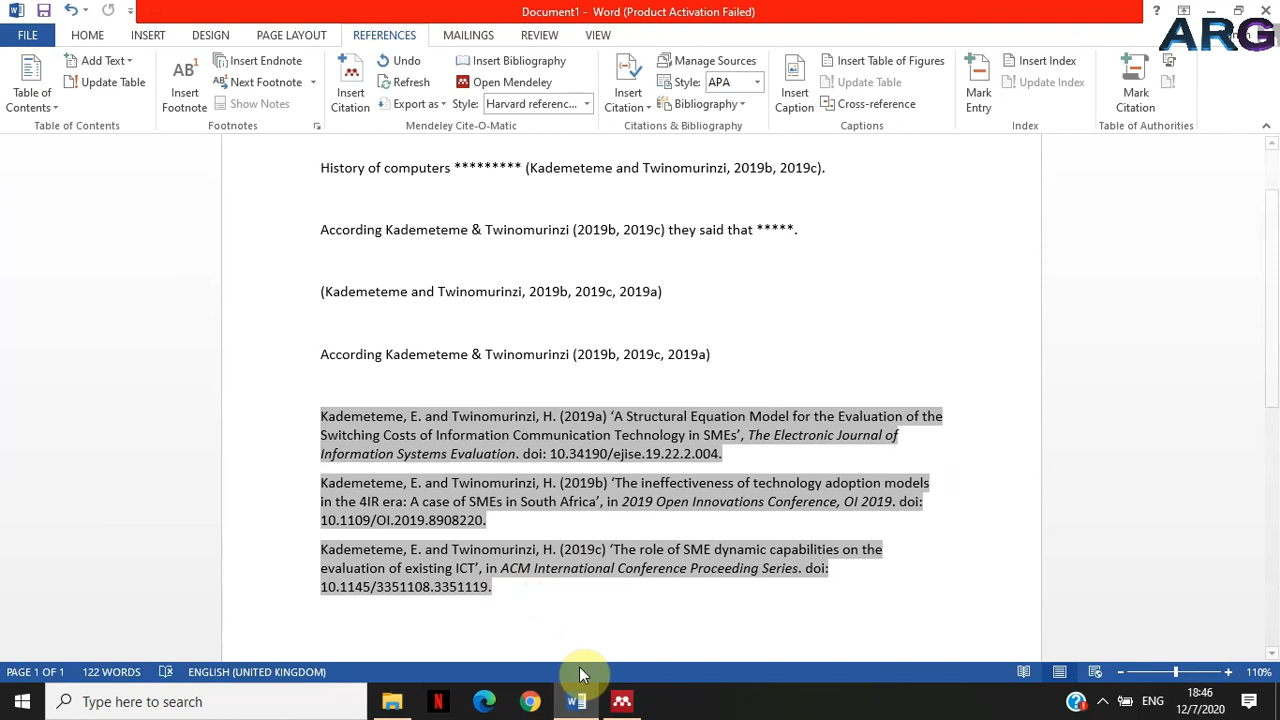 Document1 - Word (Product Activation Failed)
ARG
FILE HOME INSERT DESIGN PAGE LAYOUT REFERENCES MAILINGS REVIEW VIEW
Table of Contents
Add Text
Update Table
Table of Contents
AB1
Insert Footnote
Insert Endnote
Next Footnote
Show Notes
Footnotes
Insert Citation
Undo
Refresh
Export as
Insert Bibliography
Open Mendeley
Style: Harvard referenc...
Mendeley Cite-O-Matic
Insert Citation
Manage Sources
Style: APA
Bibliography
Citations & Bibliography
Insert Caption
Insert Table of Figures
Update Table
Cross-reference
Captions
Mark Entry
Insert Index
Update Index
Index
Mark Citation
Table of Authorities
History of computers ********* (Kademeteme and Twinomurinzi, 2019b, 2019c).
According Kademeteme & Twinomurinzi (2019b, 2019c) they said that *****.
(Kademeteme and Twinomurinzi, 2019b, 2019c, 2019a)
According Kademeteme & Twinomurinzi (2019b, 2019c, 2019a)
Kademeteme, E. and Twinomurinzi, H. (2019a) ‘A Structural Equation Model for the Evaluation of the
Switching Costs of Information Communication Technology in SMEs’, The Electronic Journal of
Information Systems Evaluation. doi: 10.34190/ejise.19.22.2.004.
Kademeteme, E. and Twinomurinzi, H. (2019b) ‘The ineffectiveness of technology adoption models
in the 4IR era: A case of SMEs in South Africa’, in 2019 Open Innovations Conference, OI 2019. doi:
10.1109/OI.2019.8908220.
Kademeteme, E. and Twinomurinzi, H. (2019c) ‘The role of SME dynamic capabilities on the
evaluation of existing ICT’, in ACM International Conference Proceeding Series. doi:
10.1145/3351108.3351119.
PAGE 1 OF 1 122 WORDS ENGLISH (UNITED KINGDOM) 110%
Type here to search
ENG
18:46
12/7/2020